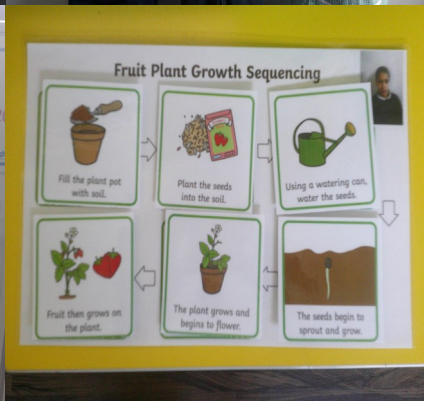 Fruit Plant Growth Sequencing
Fill the plant pot
with soil.
Plant the seeds
into the soil.
Using a watering can,
water the seeds.
The seeds begin to
sprout and grow.
The plant grows and
begins to flower.
Fruit then grows on
the plant.